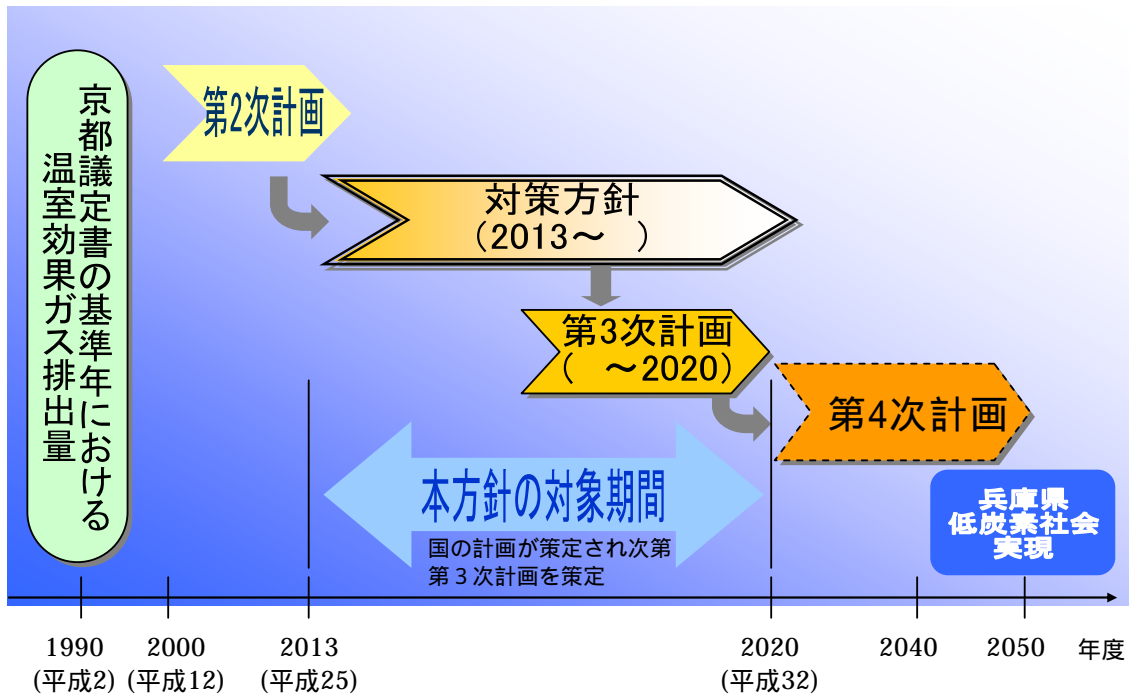 京都議定書の基準年における
温室効果ガス排出量
第2次計画
対策方針
（2013～　）
第3次計画
(　～2020)
第4次計画
本方針の対象期間
国の計画が策定され次第
第３次計画を策定
兵庫県
低炭素社会
実現
1990 2000 2013 2020 2040 2050 年度
(平成2) (平成12) (平成25) (平成32)